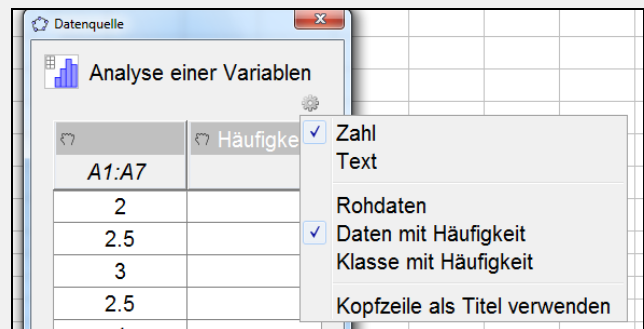 Datenquelle
Analyse einer Variablen
Häufigke
A1:A7
2
2.5
3
2.5
Zahl
Text
Rohdaten
Daten mit Häufigkeit
Klasse mit Häufigkeit
Kopfzeile als Titel verwenden